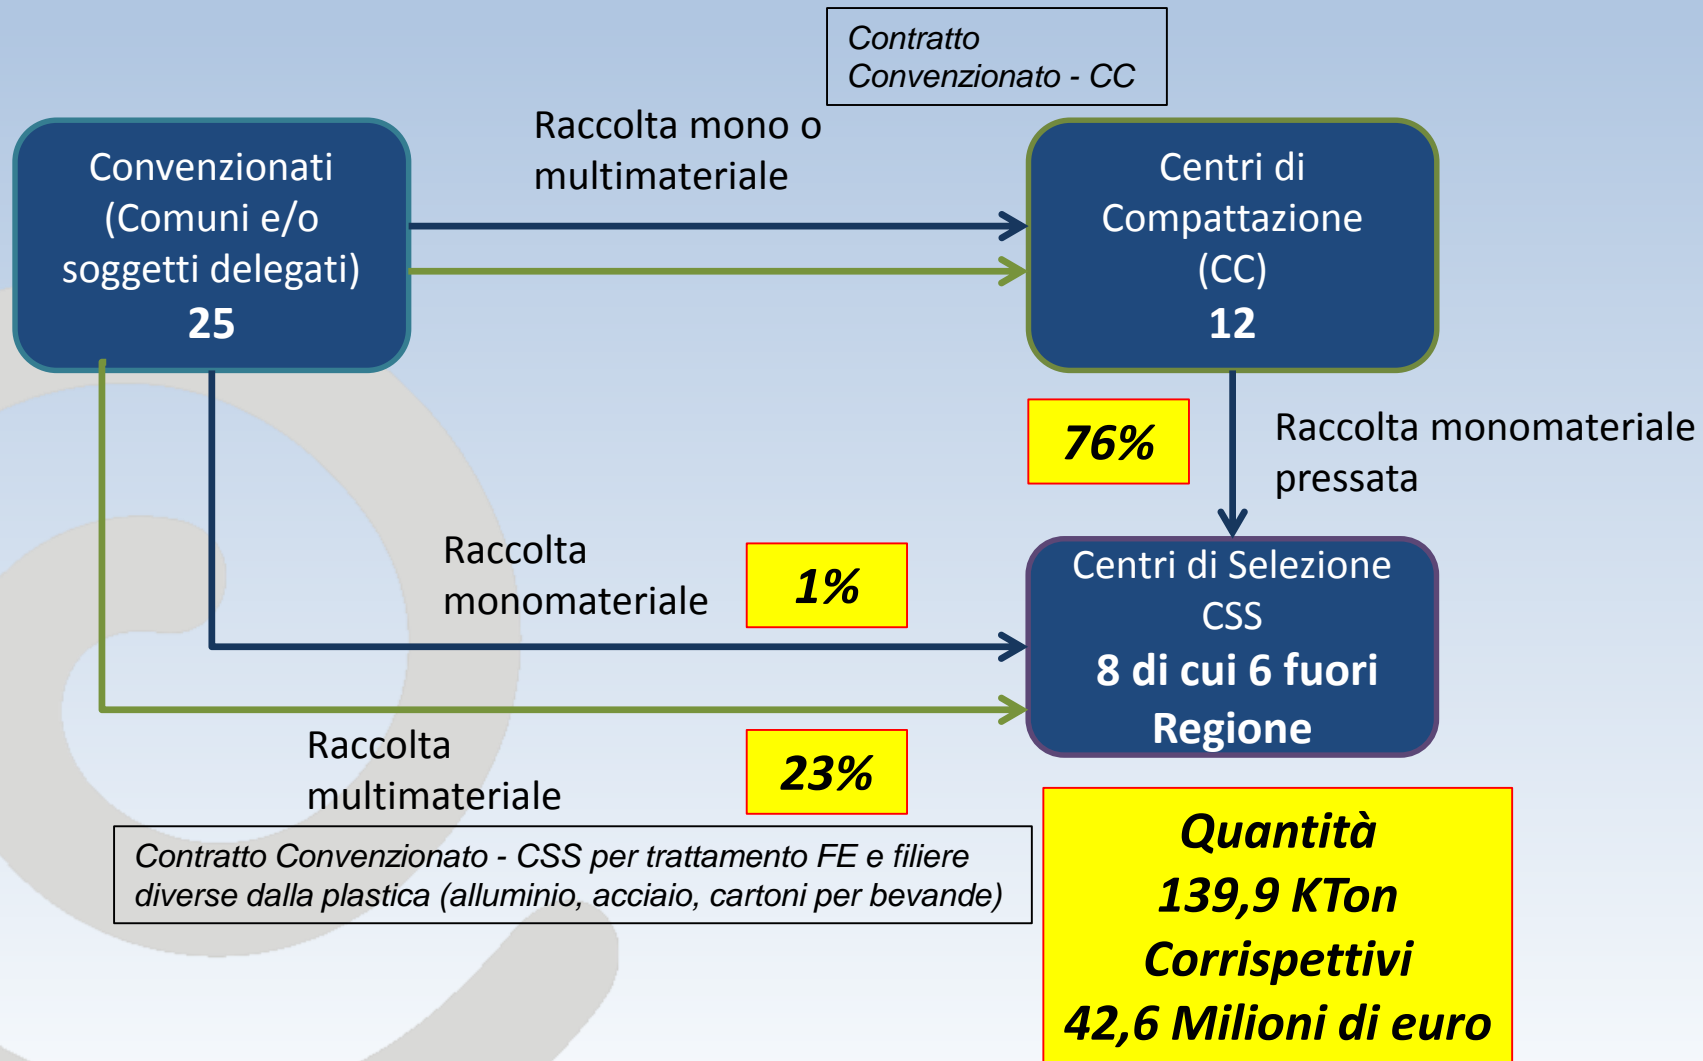 Contratto
Convenzionato - CC
Convenzionati
(Comuni e/o
soggetti delegati)
25
Raccolta mono o
multimateriale
Centri di
Compattazione
(CC)
12
76%
Raccolta monomateriale
pressata
Raccolta
monomateriale
1%
Centri di Selezione
CSS
8 di cui 6 fuori
Regione
Raccolta
multimateriale
23%
Contratto Convenzionato - CSS per trattamento FE e filiere
diverse dalla plastica (alluminio, acciaio, cartoni per bevande)
Quantità
139,9 KTon
Corrispettivi
42,6 Milioni di euro